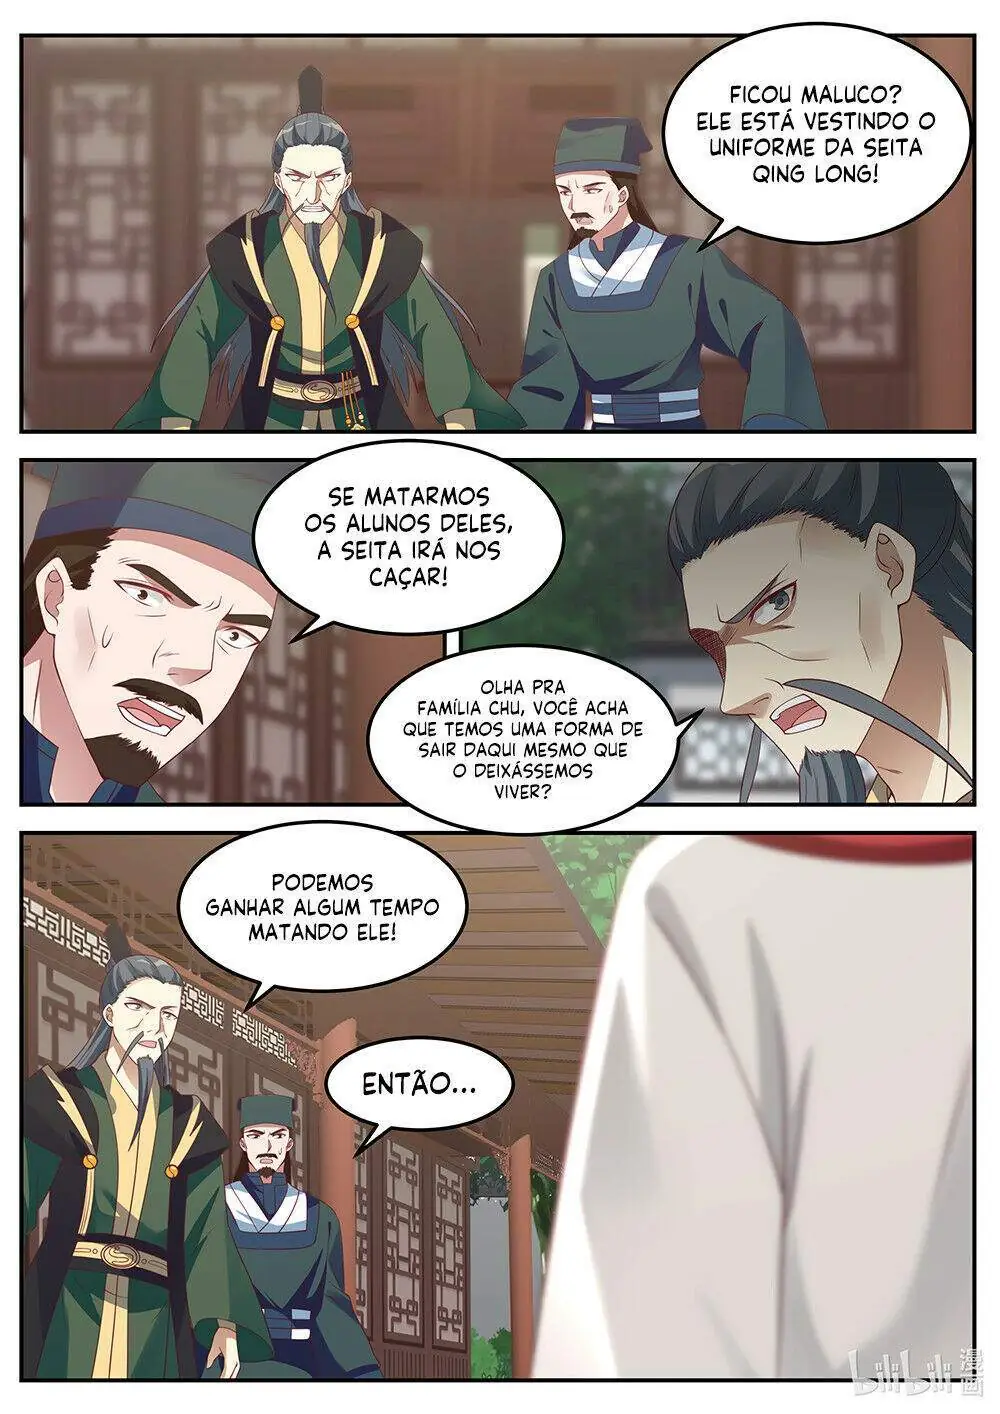 FICOU MALUCO?
ELE ESTÁ VESTINDO O
UNIFORME DA SEITA
QING LONG!
SE MATARMOS
OS ALUNOS DELES,
A SEITA IRÁ NOS
CAÇAR!
OLHA PRA
FAMÍLIA CHU, VOCÊ ACHA
QUE TEMOS UMA FORMA DE
SAIR DAQUI MESMO QUE
O DEIXÁSSEMOS
VIVER?
PODEMOS
GANHAR ALGUM TEMPO
MATANDO ELE!
ENTÃO...
bilibili 漫画